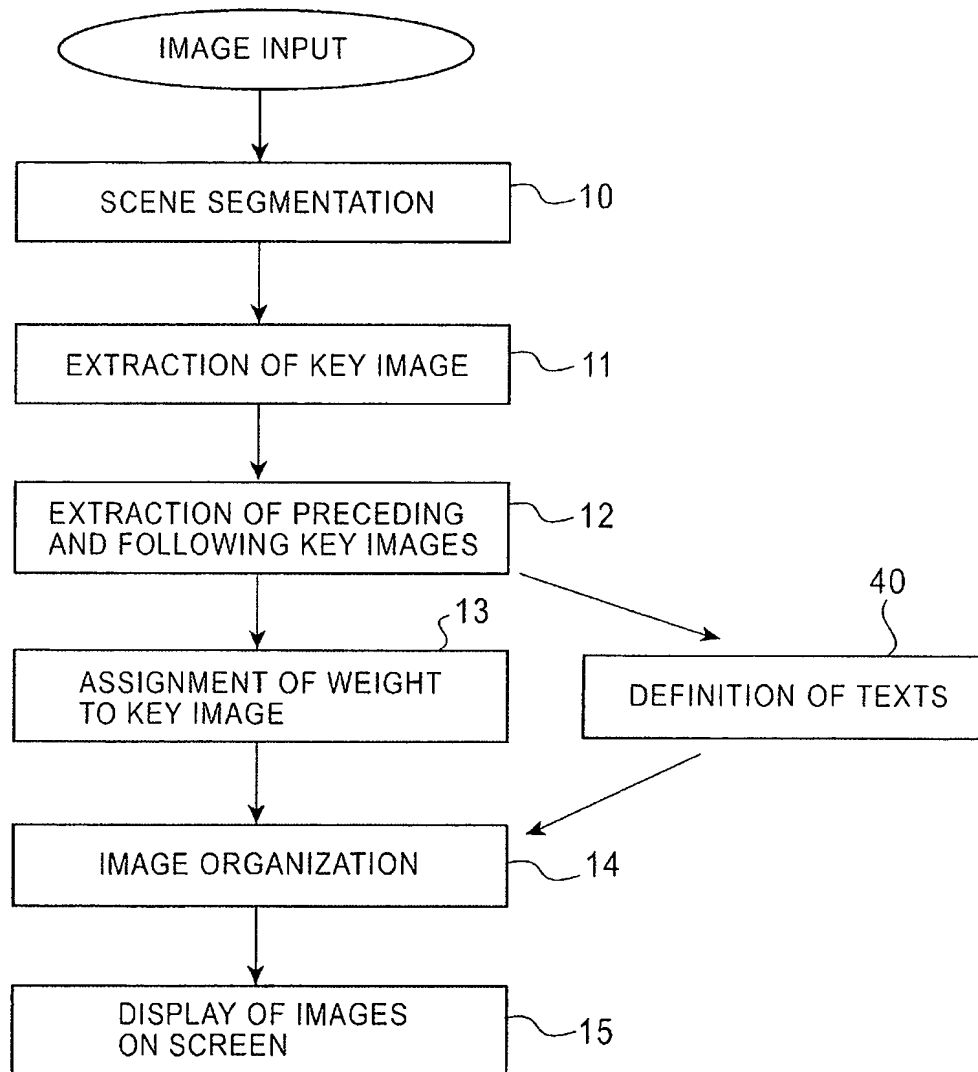 IMAGE INPUT
SCENE SEGMENTATION
10
EXTRACTION OF KEY IMAGE
11
EXTRACTION OF PRECEDING
AND FOLLOWING KEY IMAGES
12
13
ASSIGNMENT OF WEIGHT
TO KEY IMAGE
40
DEFINITION OF TEXTS
IMAGE ORGANIZATION
14
DISPLAY OF IMAGES
ON SCREEN
15